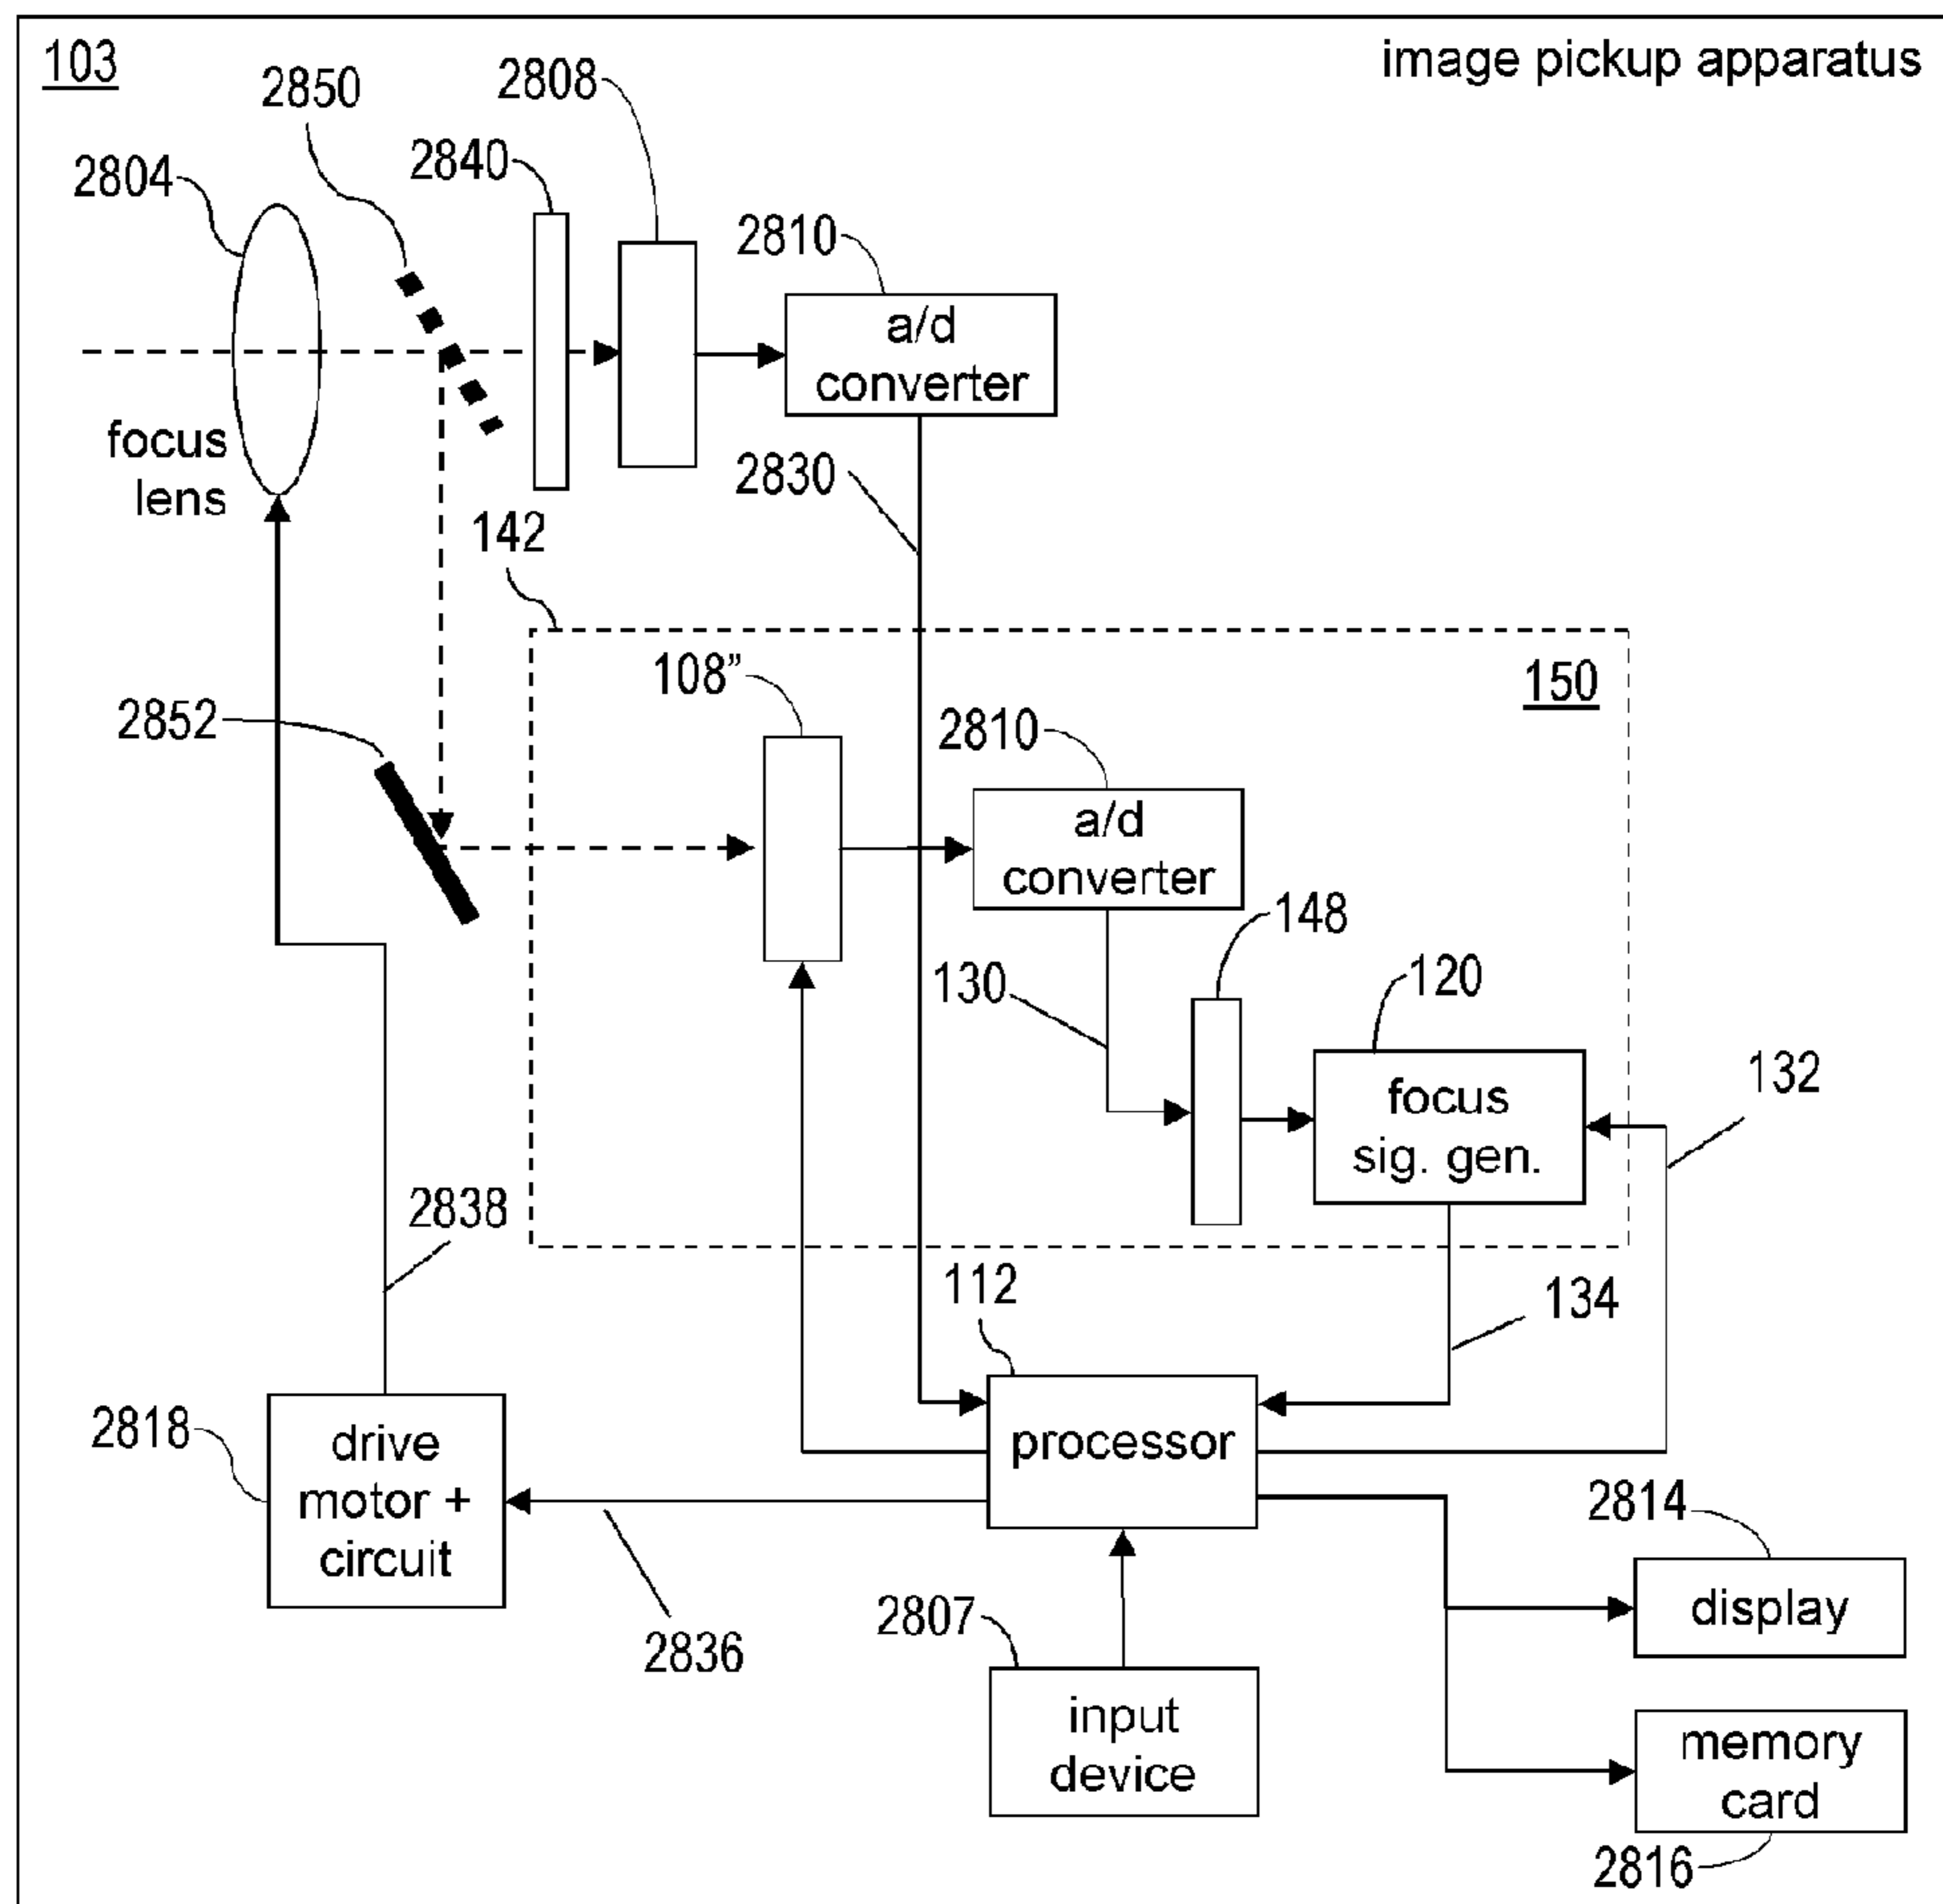 103
image pickup apparatus
2850
2808
2840
2804
2810
a/d
converter
focus
lens
2830
142
108”
150
2852
2810
a/d
converter
148
130
120
132
focus
sig. gen.
2838
112
134
2818
drive
motor +
circuit
processor
2814
display
2807
2836
input
device
memory
card
2816